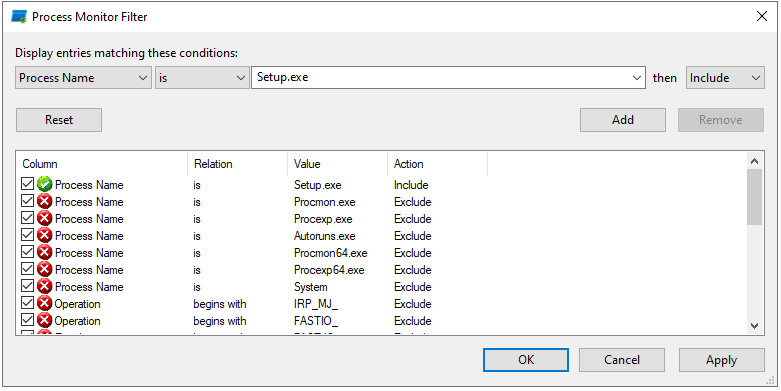 Process Monitor Filter
Display entries matching these conditions:
Process Name is Setup.exe then Include
Reset Add Remove
Column Relation Value Action
Process Name is Setup.exe Include
Process Name is Procmon.exe Exclude
Process Name is Procexp.exe Exclude
Process Name is Autoruns.exe Exclude
Process Name is Procmon64.exe Exclude
Process Name is Procexp64.exe Exclude
Process Name is System Exclude
Operation begins with IRP_MJ_ Exclude
Operation begins with FASTIO_ Exclude
OK Cancel Apply